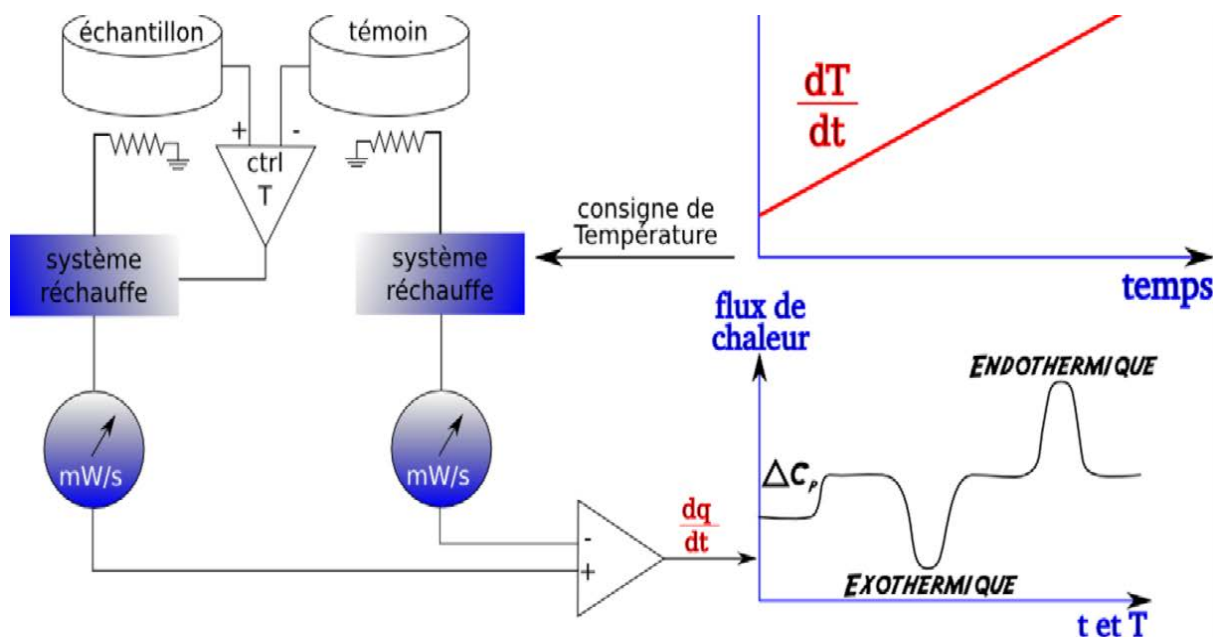 échantillon
témoin
dT
dt
+
-
ctrl
T
consigne de
Température
système
réchauffe
système
réchauffe
temps
flux de
chaleur
ENDOTHERMIQUE
mW/s
mW/s
ΔCP
dq
dt
-
+
EXOTHERMIQUE
t et T